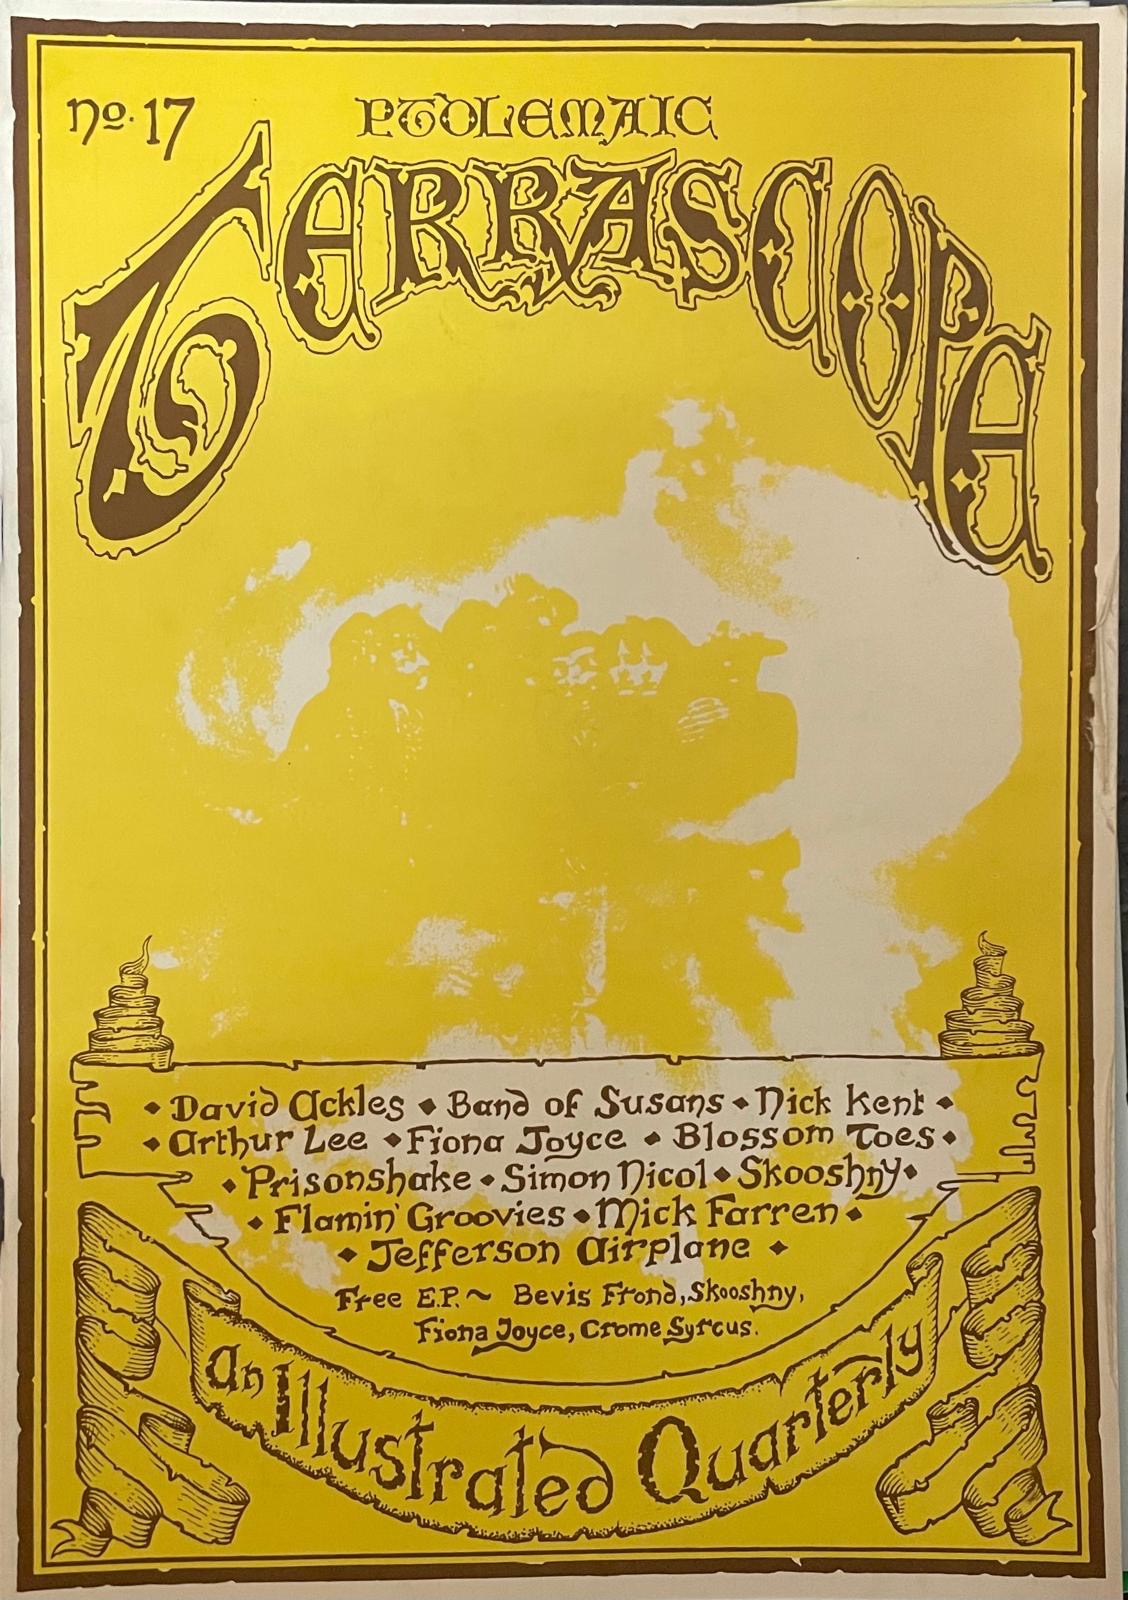 No. 17
PTOLEMAIC
TERRASCOPE
• David Ackles • Band of Susans • Nick Kent •
• Arthur Lee • Fiona Joyce • Blossom Toes •
• Prisonshake • Simon Nicol • Skooshny •
• Flamin' Groovies • Mick Farren •
• Jefferson Airplane •
Free E.P. ~ Bevis Frond, Skooshny,
Fiona Joyce, Crome Syrcus.
an Illustrated Quarterly